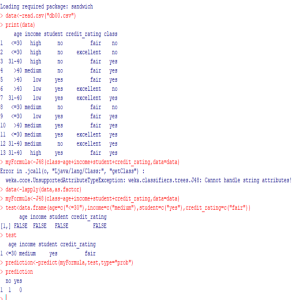 Loading required package: sandwich
> data<-read.csv("db00.csv")
> print(data)
age income student credit_rating class
1 <=30 high no fair no
2 <=30 high no excellent no
3 31-40 high no fair yes
4 >40 medium no fair yes
5 >40 low yes fair yes
6 >40 low yes excellent no
7 31-40 low yes excellent yes
8 <=30 medium no fair no
9 <=30 low yes fair yes
10 >40 medium yes fair yes
11 <=30 medium yes excellent yes
12 31-40 medium no excellent yes
13 31-40 high yes fair yes
> myFormula<-J48(class~age+income+student+credit_rating,data=data)
Error in .jcall(o, "Ljava/lang/Class;", "getClass") :
weka.core.UnsupportedAttributeTypeException: weka.classifiers.trees.J48: Cannot handle string attributes!
> data<-lapply(data,as.factor)
> myFormula<-J48(class~age+income+student+credit_rating,data=data)
> test<-data.frame(age=c("<=30"),income=c("medium"),student=c("yes"),credit_rating=c("fair"))
age income student credit_rating
[1,] FALSE FALSE FALSE FALSE
> test
age income student credit_rating
1 <=30 medium yes fair
> prediction<-predict(myFormula,test,type="prob")
> prediction
no yes
1 1 0
>